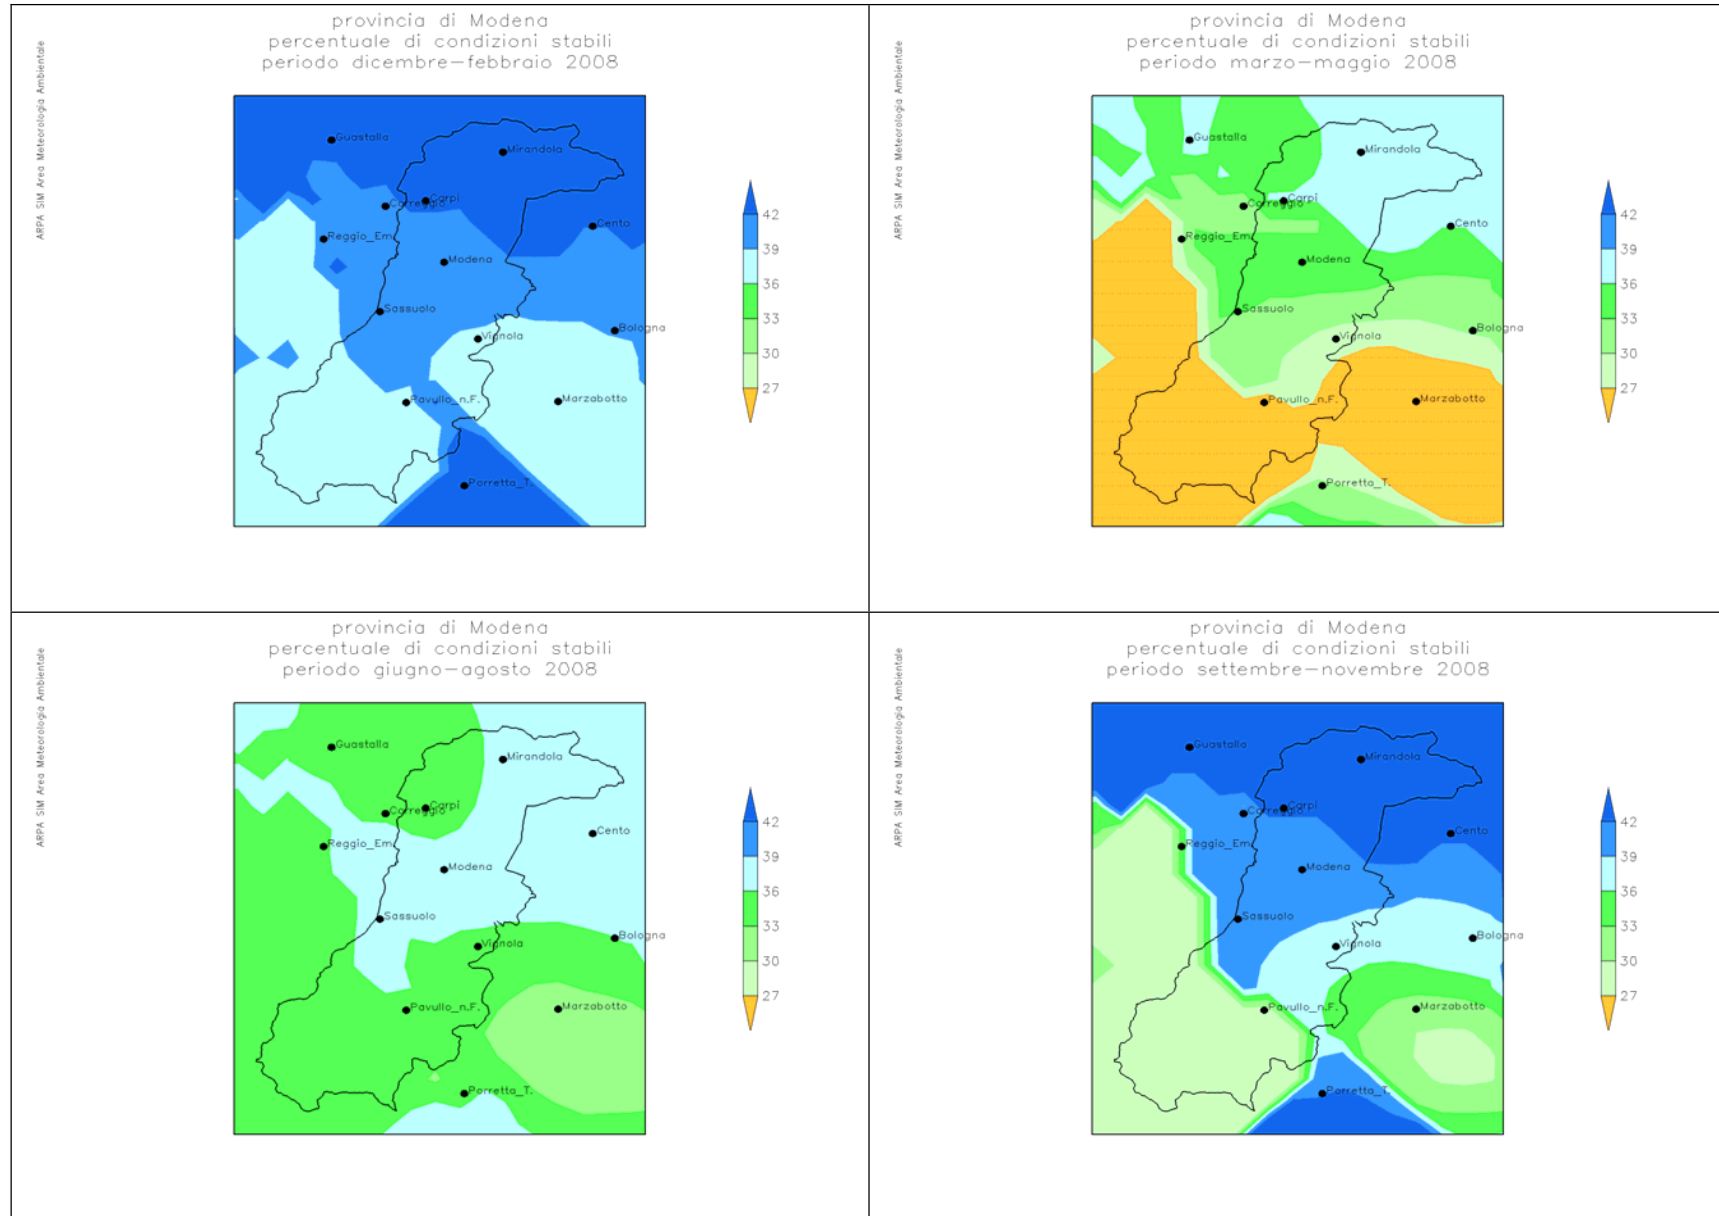 provincia di Modena
percentuale di condizioni stabili
periodo dicembre-febbraio 2008
ARPA SIM Area Meteorologia Ambientale
Guastalla
Mirandola
Carpi
Correggio
Cento
Reggio_Em.
Modena
Sassuolo
Bologna
Vignola
Pavullo_n.F.
Marzabotto
Porretta_T.
42
39
36
33
30
27
provincia di Modena
percentuale di condizioni stabili
periodo marzo-maggio 2008
ARPA SIM Area Meteorologia Ambientale
Guastalla
Mirandola
Carpi
Correggio
Cento
Reggio_Em.
Modena
Sassuolo
Bologna
Vignola
Pavullo_n.F.
Marzabotto
Porretta_T.
42
39
36
33
30
27
provincia di Modena
percentuale di condizioni stabili
periodo giugno-agosto 2008
ARPA SIM Area Meteorologia Ambientale
Guastalla
Mirandola
Carpi
Correggio
Cento
Reggio_Em.
Modena
Sassuolo
Bologna
Vignola
Pavullo_n.F.
Marzabotto
Porretta_T.
42
39
36
33
30
27
provincia di Modena
percentuale di condizioni stabili
periodo settembre-novembre 2008
ARPA SIM Area Meteorologia Ambientale
Guastalla
Mirandola
Carpi
Correggio
Cento
Reggio_Em.
Modena
Sassuolo
Bologna
Vignola
Pavullo_n.F.
Marzabotto
Porretta_T.
42
39
36
33
30
27